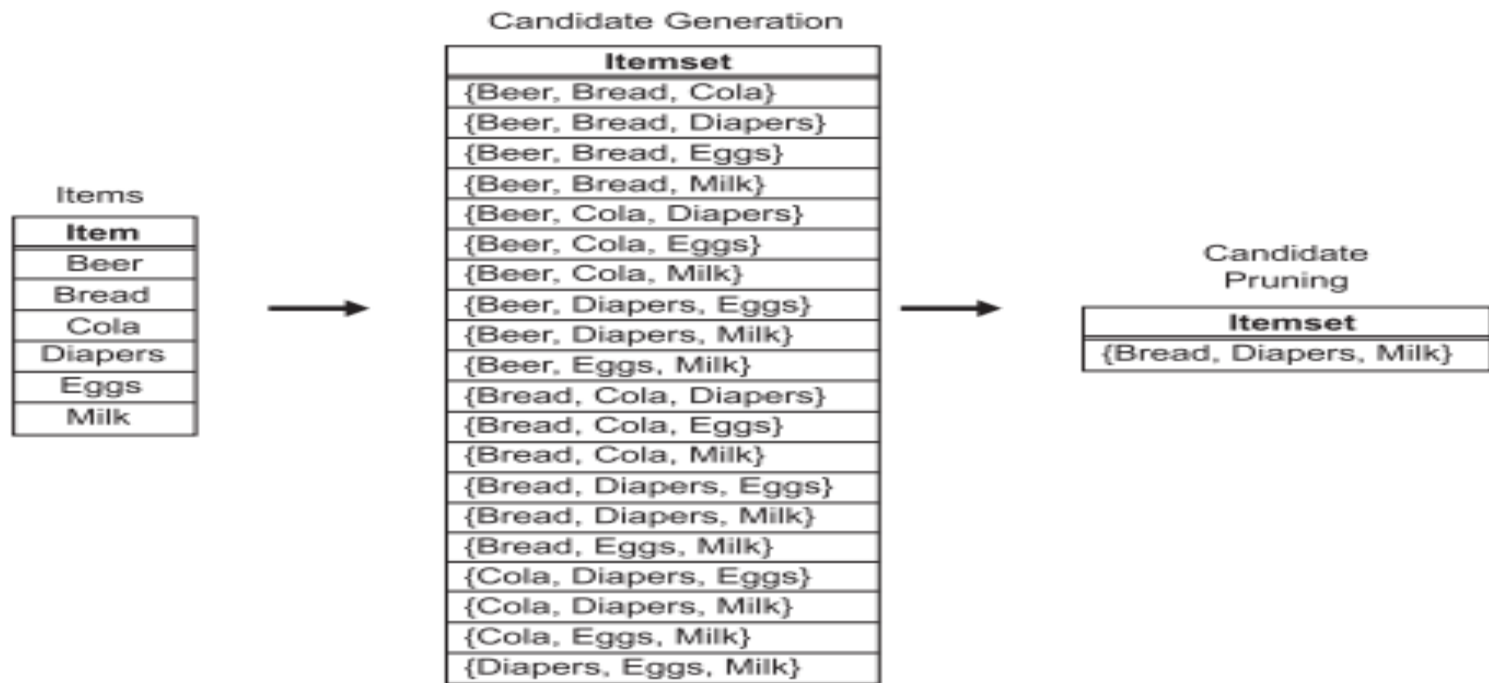 Candidate Generation
Itemset
{Beer, Bread, Cola}
{Beer, Bread, Diapers}
{Beer, Bread, Eggs}
{Beer, Bread, Milk}
{Beer, Cola, Diapers}
{Beer, Cola, Eggs}
{Beer, Cola, Milk}
{Beer, Diapers, Eggs}
{Beer, Diapers, Milk}
{Beer, Eggs, Milk}
{Bread, Cola, Diapers}
{Bread, Cola, Eggs}
{Bread, Cola, Milk}
{Bread, Diapers, Eggs}
{Bread, Diapers, Milk}
{Bread, Eggs, Milk}
{Cola, Diapers, Eggs}
{Cola, Diapers, Milk}
{Cola, Eggs, Milk}
{Diapers, Eggs, Milk}
Items
Item
Beer
Bread
Cola
Diapers
Eggs
Milk
Candidate
Pruning
Itemset
{Bread, Diapers, Milk}